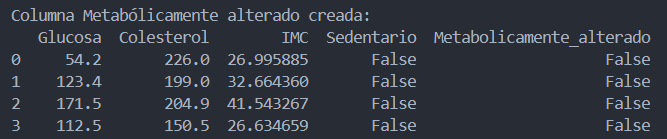 Columna Metabólicamente alterado creada:
Glucosa Colesterol IMC Sedentario Metabolicamente_alterado
0 54.2 226.0 26.995885 False False
1 123.4 199.0 32.664360 False False
2 171.5 204.9 41.543267 False False
3 112.5 150.5 26.634659 False False